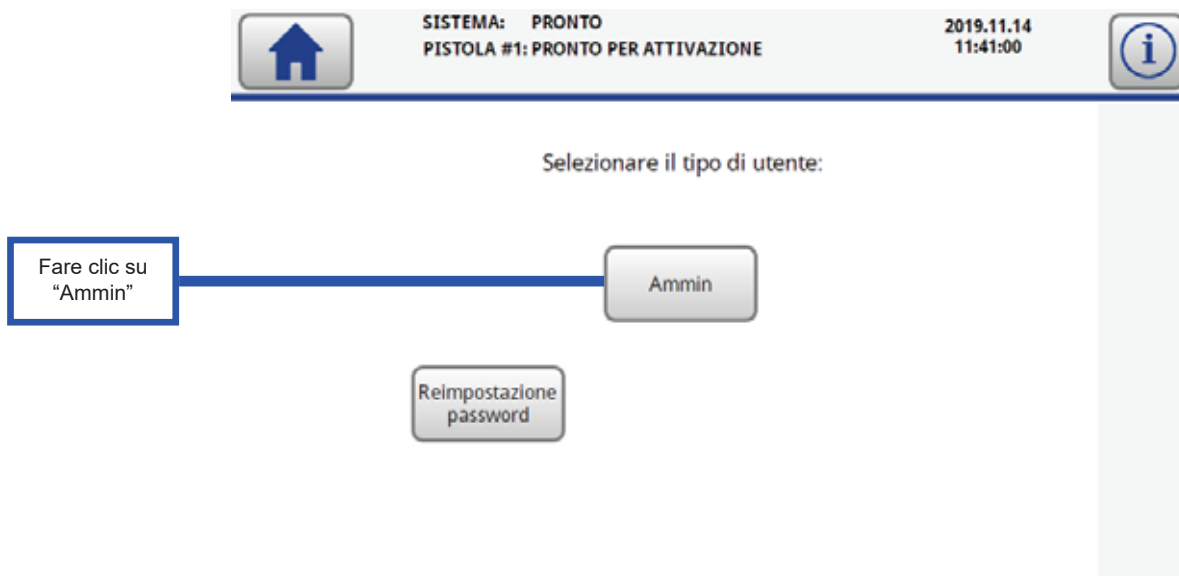 SISTEMA: PRONTO
PISTOLA #1: PRONTO PER ATTIVAZIONE
2019.11.14
11:41:00
i
Selezionare il tipo di utente:
Fare clic su
“Ammin”
Ammin
Reimpostazione
password